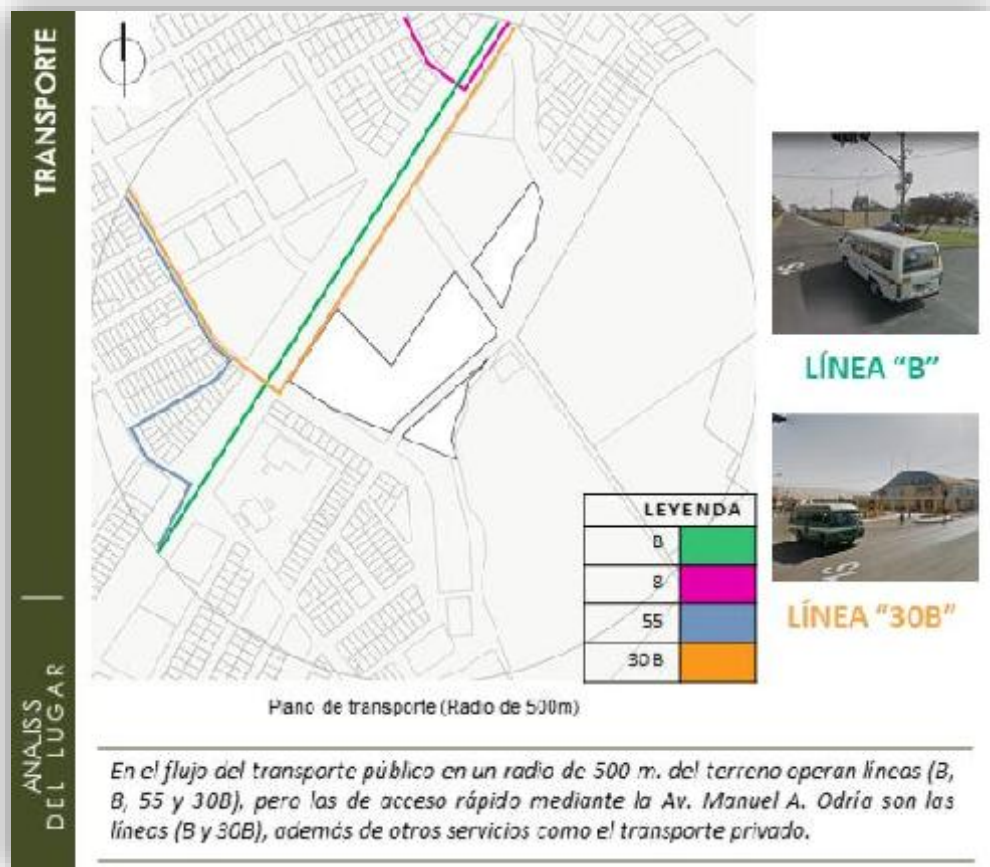 TRANSPORTE
ANALISS
DEL LUGAR
LÍNEA "B"
LÍNEA "30B"
LEYENDA
B
8
55
30B
Plano de transporte (Radio de 500m)
En el flujo del transporte público en un radio de 500 m. del terreno operan líneas (B,
8, 55 y 30B), pero las de acceso rápido mediante la Av. Manuel A. Odría son las
líneas (B y 30B), además de otros servicios como el transporte privado.